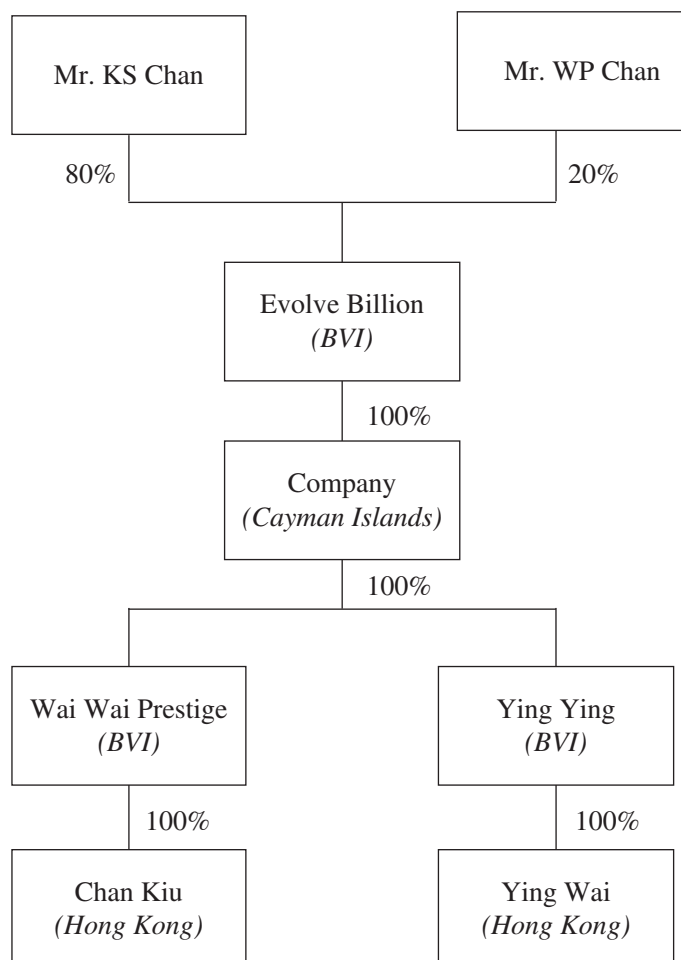 Mr. KS Chan
Mr. WP Chan
80%
20%
Evolve Billion
(BVI)
100%
Company
(Cayman Islands)
100%
Wai Wai Prestige
(BVI)
Ying Ying
(BVI)
100%
100%
Chan Kiu
(Hong Kong)
Ying Wai
(Hong Kong)